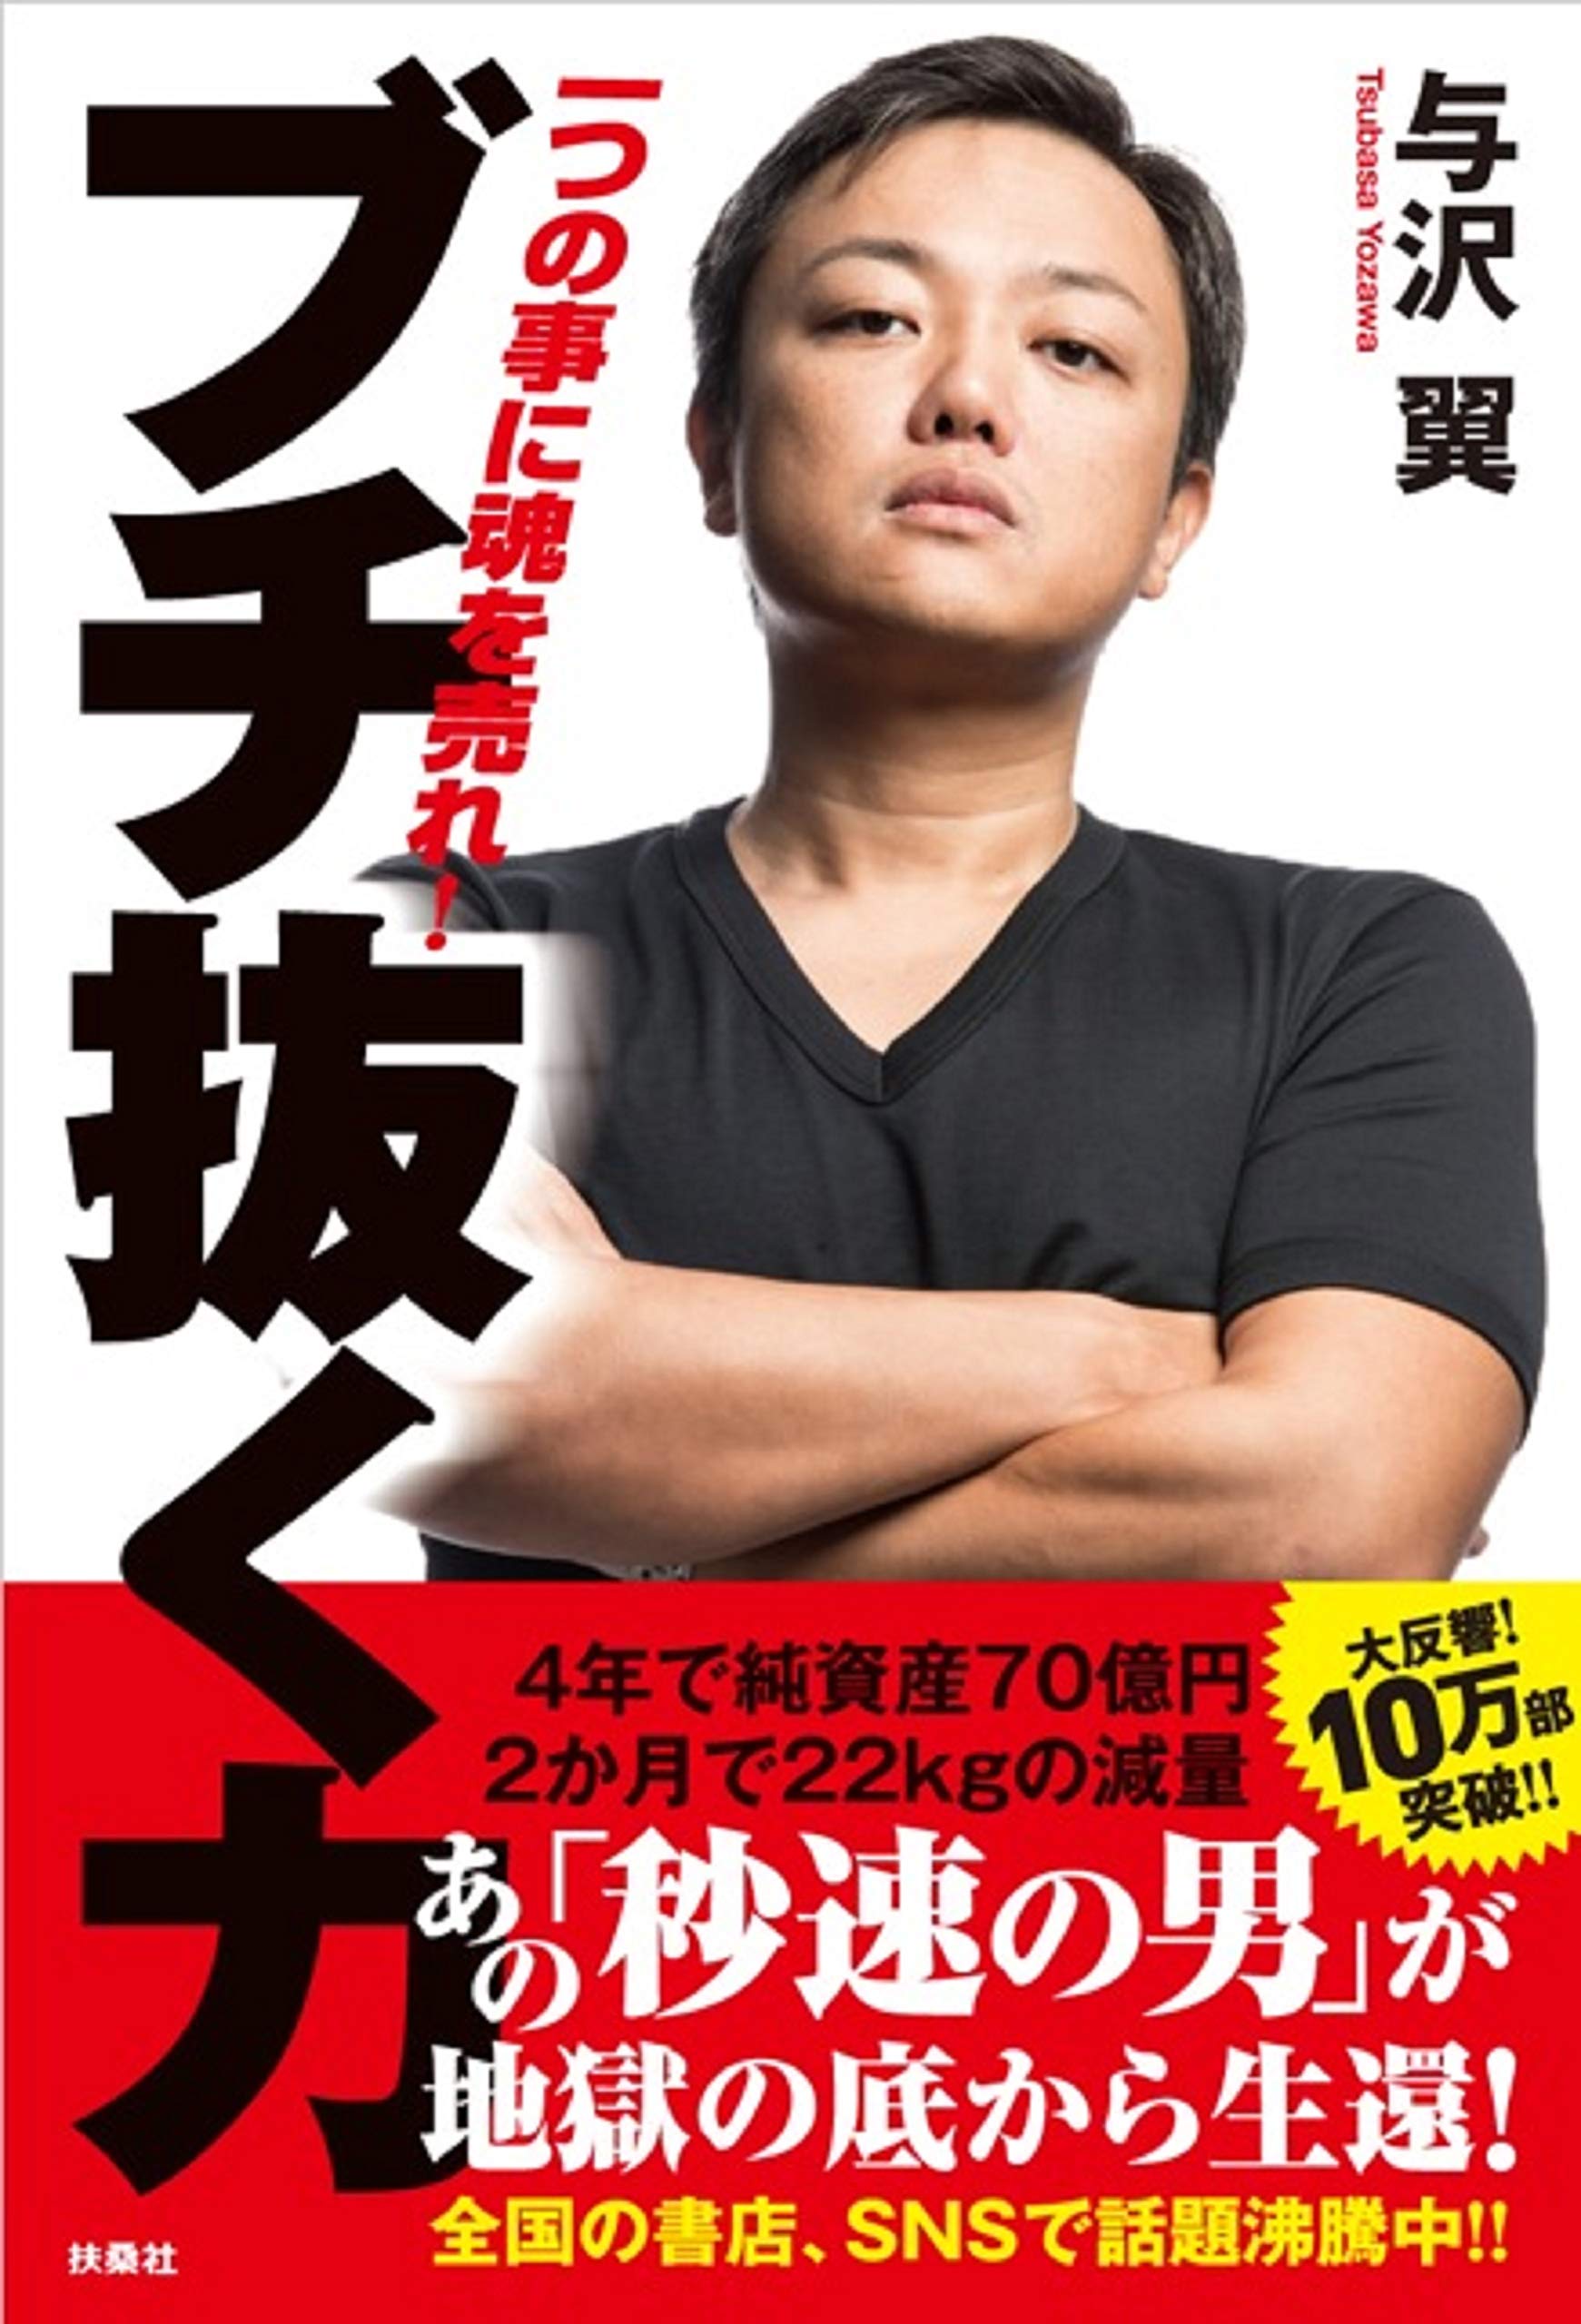 与沢 翼
Tsubasa Yozawa
一つの事に魂を売れ!
ブチ抜く力
4年で純資産70億円
2か月で22kgの減量
大反響!
10万部
突破!!
あの「秒速の男」が
地獄の底から生還!
全国の書店、SNSで話題沸騰中!!
扶桑社